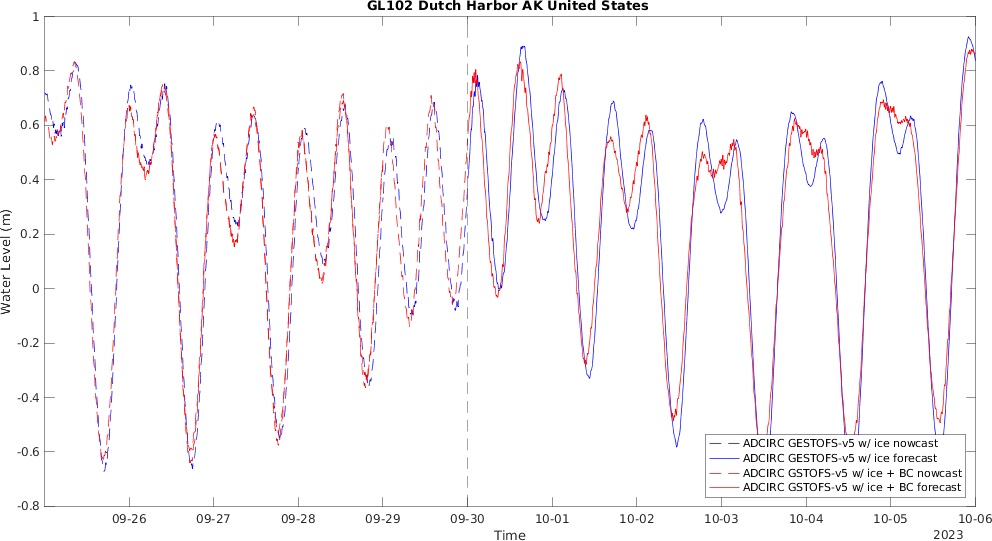 GL102 Dutch Harbor AK United States
1
0.8
0.6
0.4
0.2
0
-0.2
-0.4
-0.6
-0.8
Water Level (m)
09-26 09-27 09-28 09-29 09-30 10-01 10-02 10-03 10-04 10-05 10-06
Time
2023
ADCIRC GESTOFS-v5 w/ ice nowcast
ADCIRC GESTOFS-v5 w/ ice forecast
ADCIRC GSTOFS-v5 w/ ice + BC nowcast
ADCIRC GSTOFS-v5 w/ ice + BC forecast